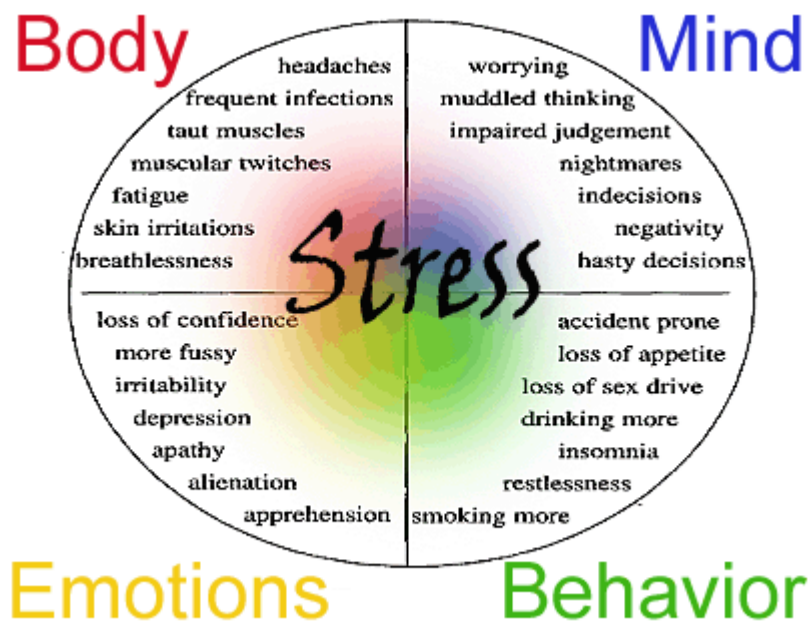 Body
headaches
frequent infections
taut muscles
muscular twitches
fatigue
skin irritations
breathlessness
Mind
worrying
muddled thinking
impaired judgement
nightmares
indecisions
negativity
hasty decisions
Stress
loss of confidence
more fussy
irritability
depression
apathy
alienation
apprehension
Emotions
accident prone
loss of appetite
loss of sex drive
drinking more
insomnia
restlessness
smoking more
Behavior